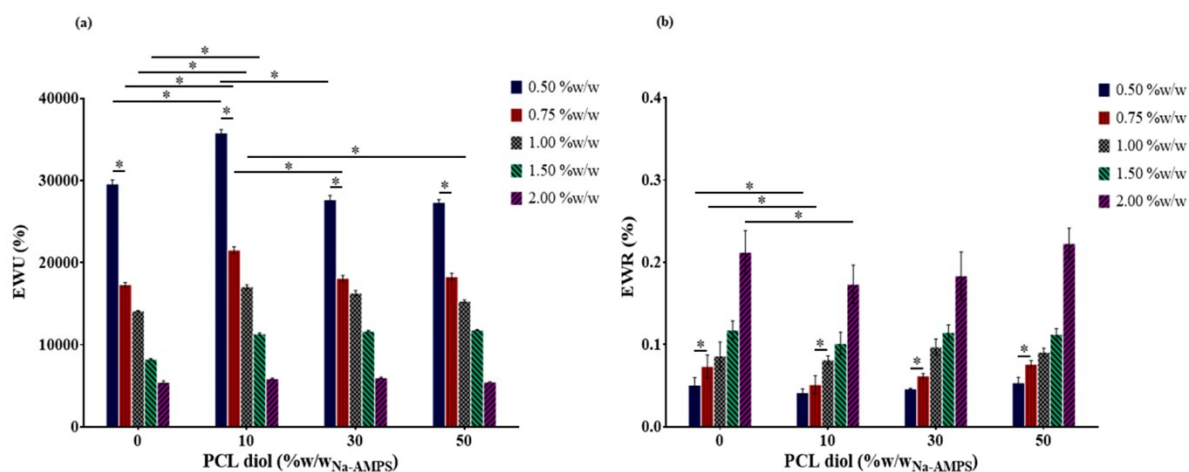 (a)
*
*
*
*
*
*
*
*
*
*
*
EWU (%)
40000
30000
20000
10000
0
0 10 30 50
PCL diol (%w/wNa-AMPS)
0.50 %w/w
0.75 %w/w
1.00 %w/w
1.50 %w/w
2.00 %w/w
(b)
*
*
*
*
*
*
*
EWR (%)
0.4
0.3
0.2
0.1
0.0
0 10 30 50
PCL diol (%w/wNa-AMPS)
0.50 %w/w
0.75 %w/w
1.00 %w/w
1.50 %w/w
2.00 %w/w